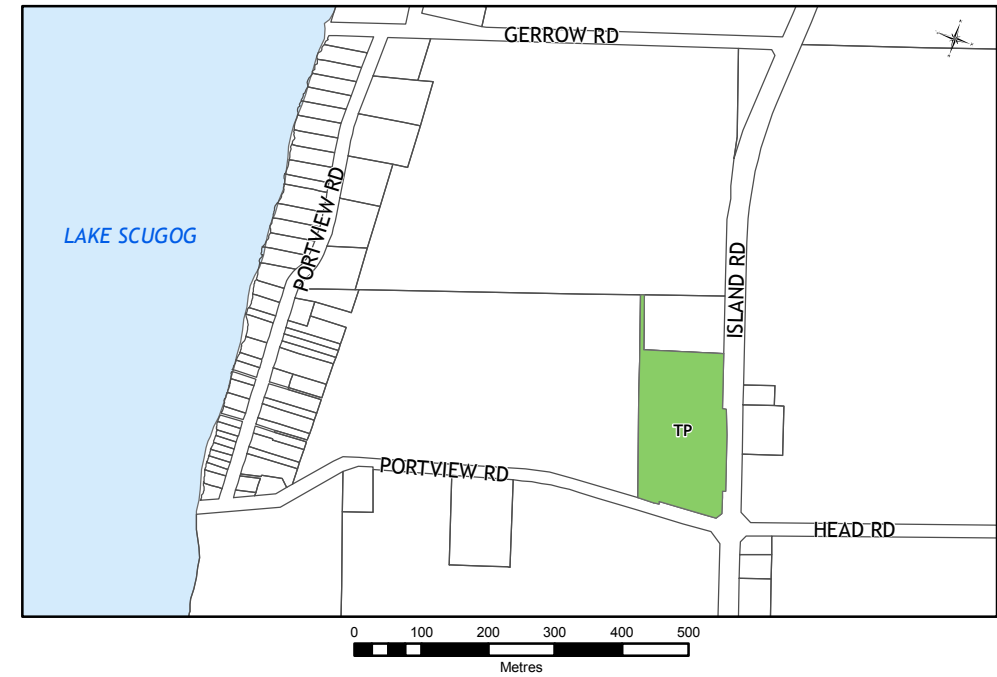 GERROW RD
PORTVIEW RD
LAKE SCUGOG
ISLAND RD
TP
PORTVIEW RD
HEAD RD
0 100 200 300 400 500
Metres